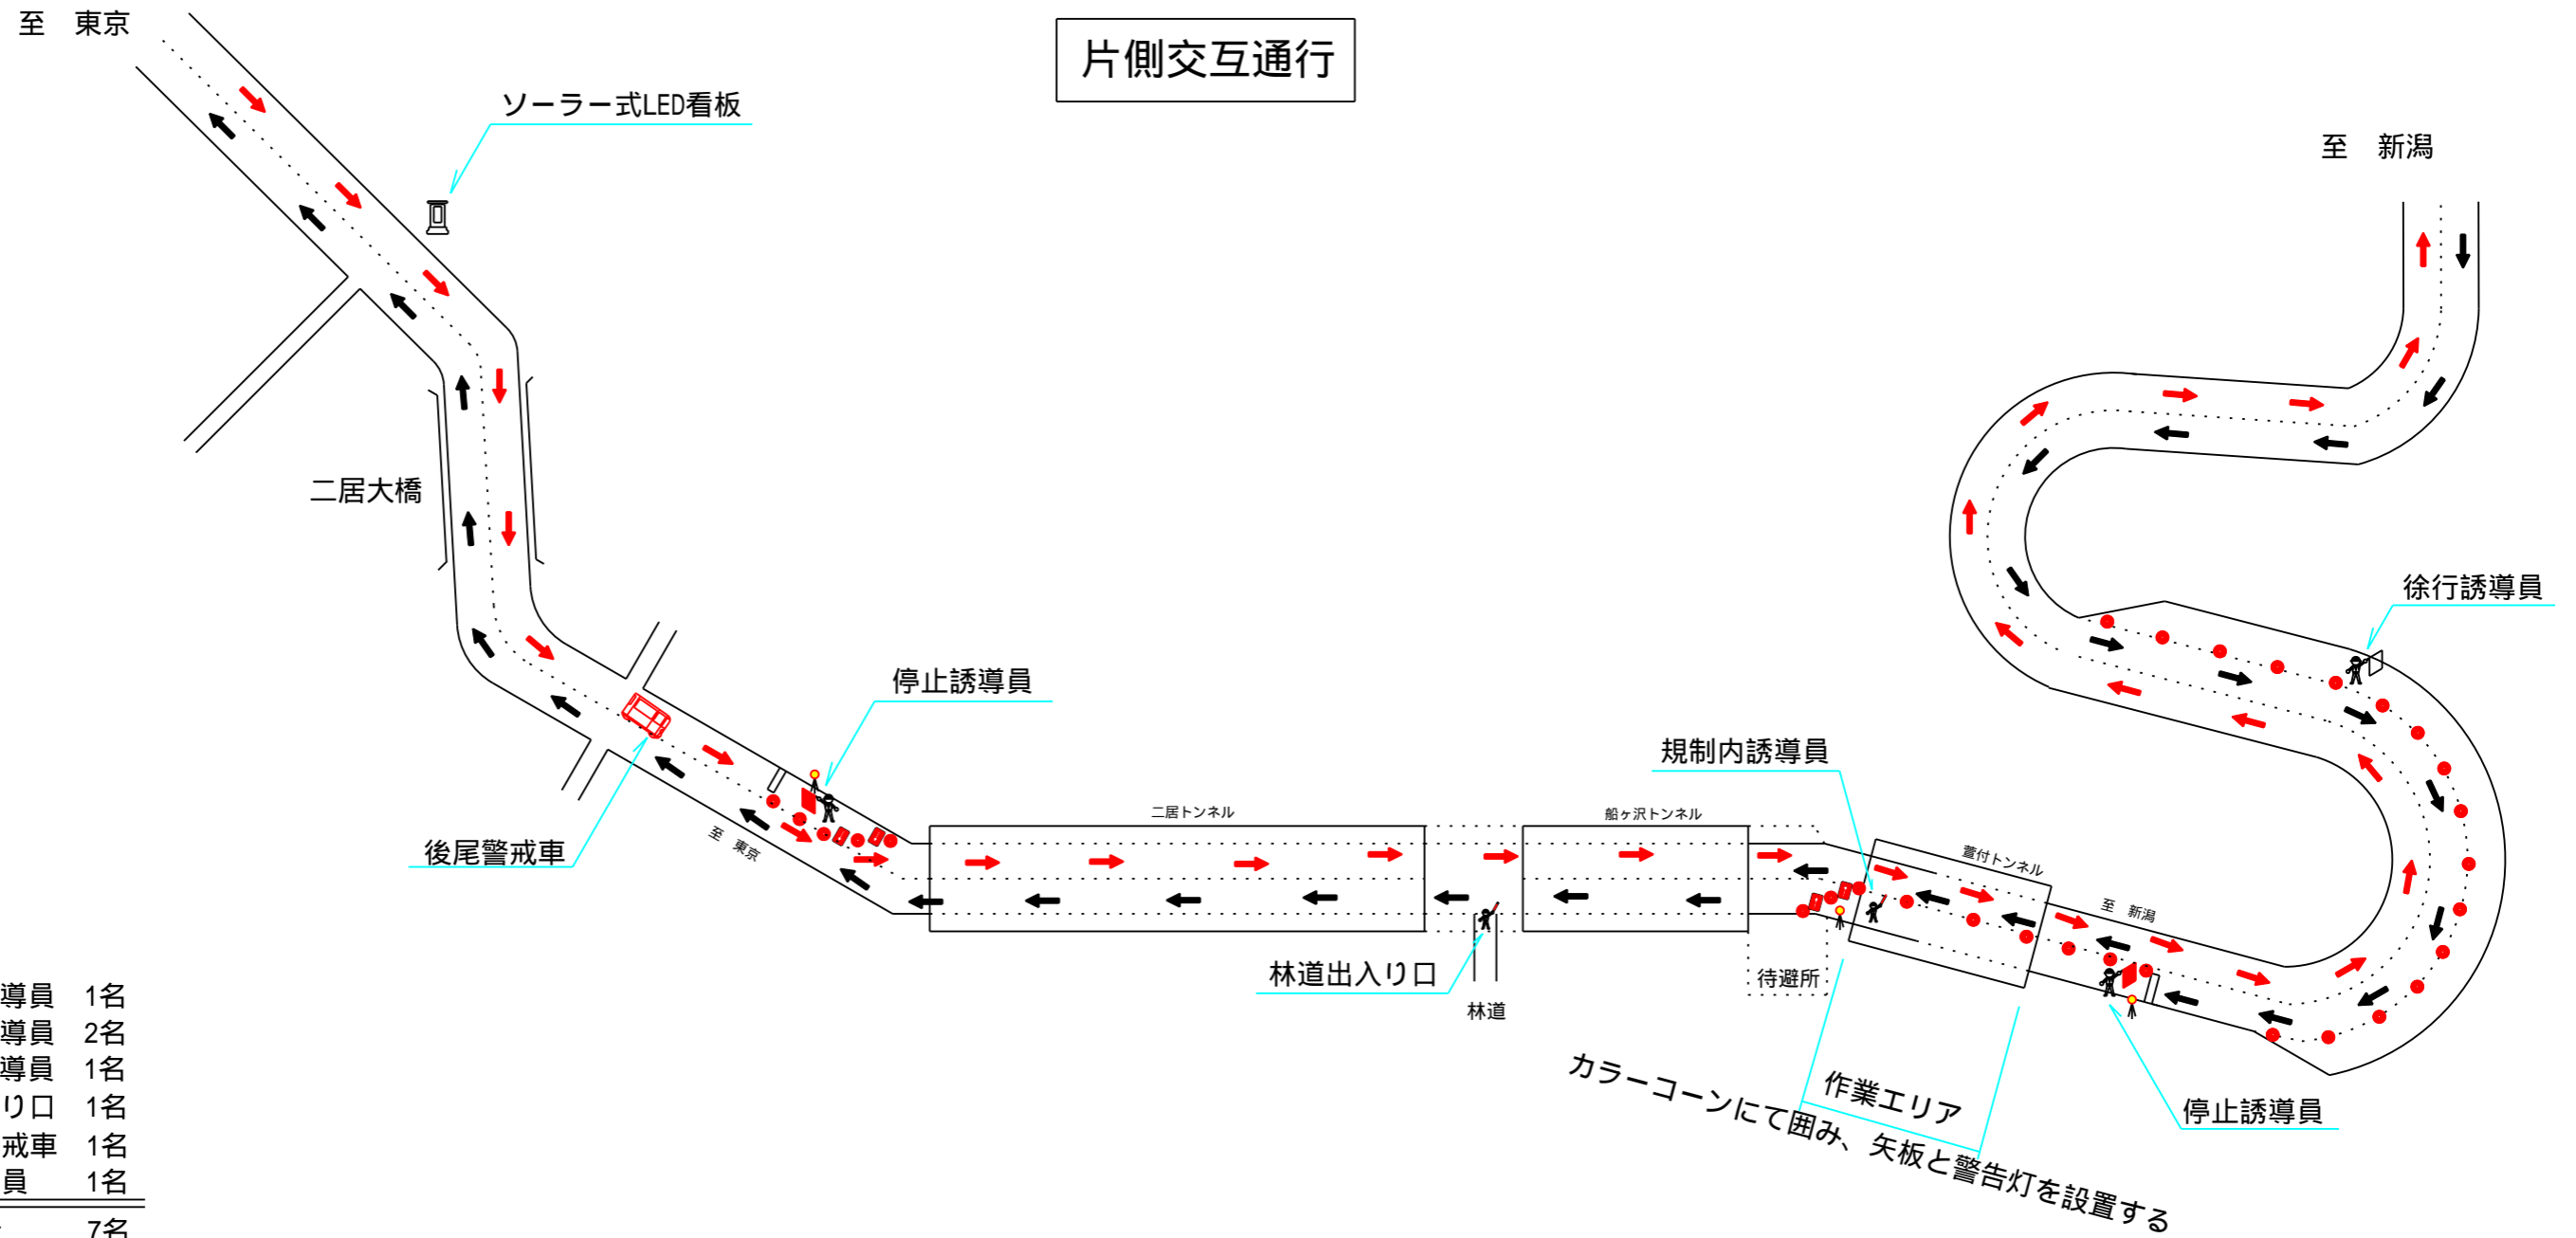 至 東京
片側交互通行
ソーラー式LED看板
至 新潟
二居大橋
徐行誘導員
停止誘導員
規制内誘導員
二居トンネル
船ヶ沢トンネル
後尾警戒車
至 東京
萱付トンネル
至 新潟
林道出入り口
待避所
林道
作業エリア
カラーコーンにて囲み、矢板と警告灯を設置する
停止誘導員
導員 1名
導員 2名
導員 1名
り口 1名
戒車 1名
員 1名
7名